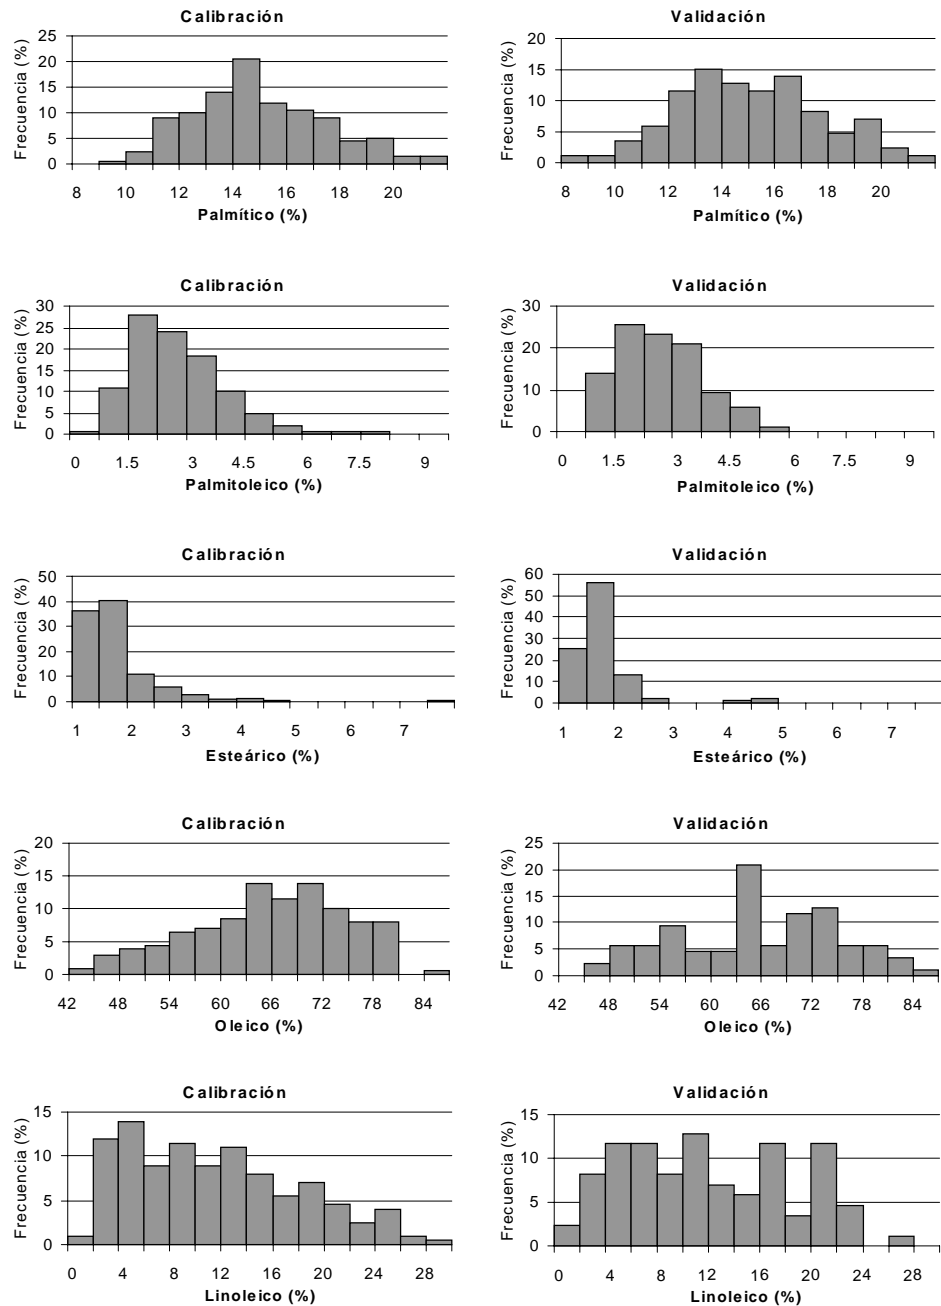 Calibración
Frecuencia (%)
25
20
15
10
5
0
8 10 12 14 16 18 20
Palmítico (%)
Validación
Frecuencia (%)
20
15
10
5
0
8 10 12 14 16 18 20
Palmítico (%)
Calibración
Frecuencia (%)
30
25
20
15
10
5
0
0 1.5 3 4.5 6 7.5 9
Palmitoleico (%)
Validación
Frecuencia (%)
30
20
10
0
0 1.5 3 4.5 6 7.5 9
Palmitoleico (%)
Calibración
Frecuencia (%)
50
40
30
20
10
0
1 2 3 4 5 6 7
Esteárico (%)
Validación
Frecuencia (%)
60
50
40
30
20
10
0
1 2 3 4 5 6 7
Esteárico (%)
Calibración
Frecuencia (%)
20
15
10
5
0
42 48 54 60 66 72 78 84
Oleico (%)
Validación
Frecuencia (%)
25
20
15
10
5
0
42 48 54 60 66 72 78 84
Oleico (%)
Calibración
Frecuencia (%)
15
10
5
0
0 4 8 12 16 20 24 28
Linoleico (%)
Validación
Frecuencia (%)
15
10
5
0
0 4 8 12 16 20 24 28
Linoleico (%)